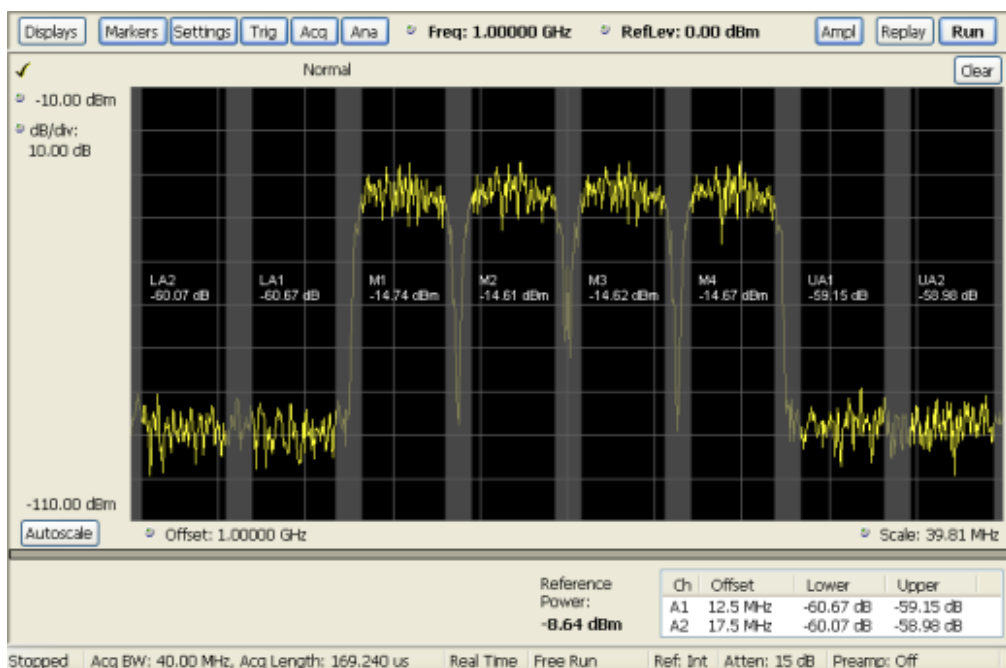 Displays Markers Settings Trig Acq Ana Freq: 1.00000 GHz RefLev: 0.00 dBm Ampl Replay Run
Normal Clear
-10.00 dBm
dB/div:
10.00 dB
LA2 LA1 M1 M2 M3 M4 UA1 UA2
-60.07 dB -60.67 dB -14.74 dBm -14.61 dBm -14.62 dBm -14.67 dBm -59.15 dB -58.98 dB
-110.00 dBm
Autoscale Offset: 1.00000 GHz Scale: 39.81 MHz
Reference
Power:
-8.64 dBm
Ch Offset Lower Upper
A1 12.5 MHz -60.67 dB -59.15 dB
A2 17.5 MHz -60.07 dB -58.98 dB
Stopped Acq BW: 40.00 MHz, Acq Length: 169.240 us Real Time Free Run Ref: Int Atten: 15 dB Preamp: Off